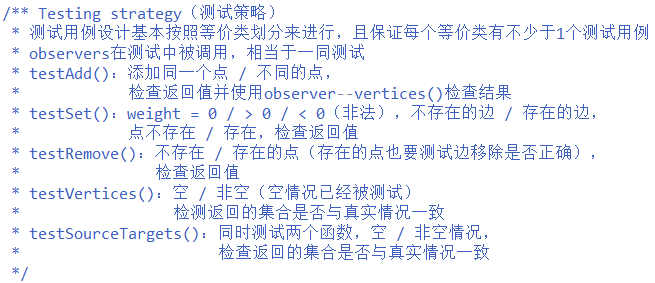 /** Testing strategy（测试策略）
 * 测试用例设计基本按照等价类划分来进行，且保证每个等价类有不少于1个测试用例
 * observers在测试中被调用，相当于一同测试
 * testAdd()：添加同一个点 / 不同的点，
 *            检查返回值并使用observer--vertices()检查结果
 * testSet()：weight = 0 / > 0 / < 0（非法），不存在的边 / 存在的边，
 *            点不存在 / 存在，检查返回值
 * testRemove()：不存在 / 存在的点（存在的点也要测试边移除是否正确），
 *               检查返回值
 * testVertices()：空 / 非空（空情况已经被测试）
 *                 检测返回的集合是否与真实情况一致
 * testSourceTargets()：同时测试两个函数，空 / 非空情况，
 *                      检查返回的集合是否与真实情况一致
 */